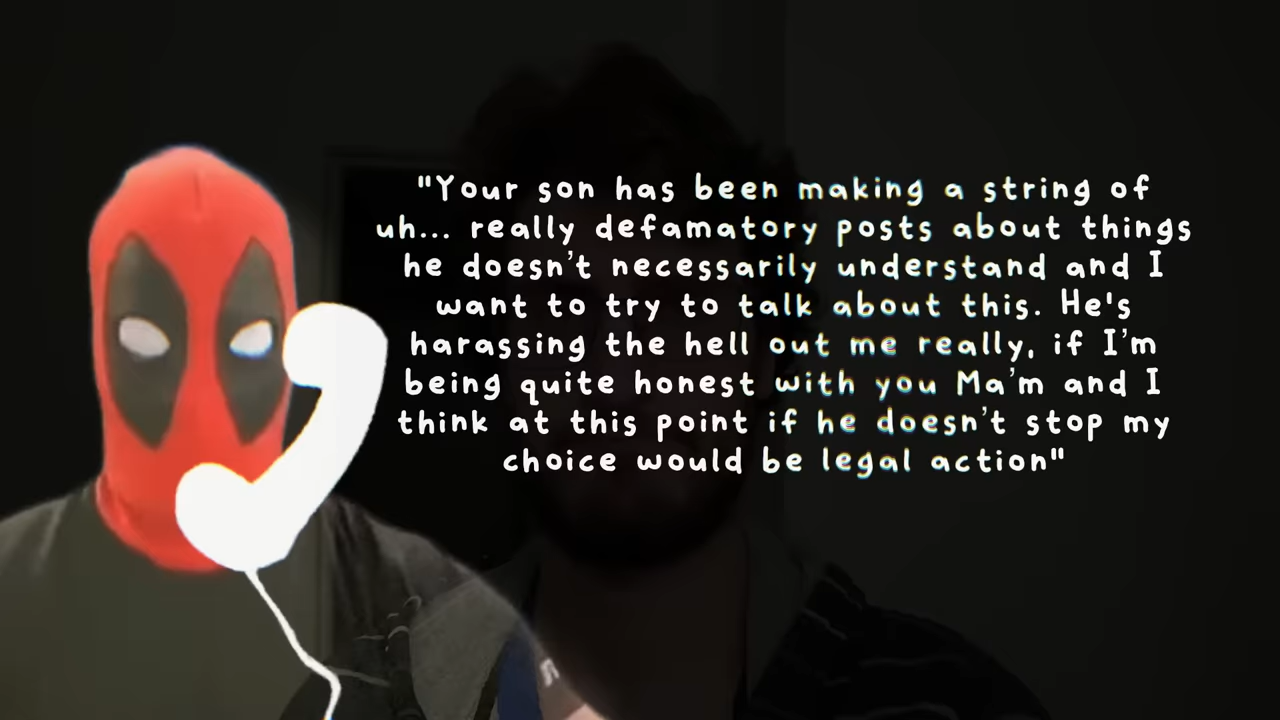 "Your son has been making a string of
uh... really defamatory posts about things
he doesn't necessarily understand and I
want to try to talk about this. He's
harassing the hell out me really, if I'm
being quite honest with you Ma'm and I
think at this point if he doesn't stop my
choice would be legal action"